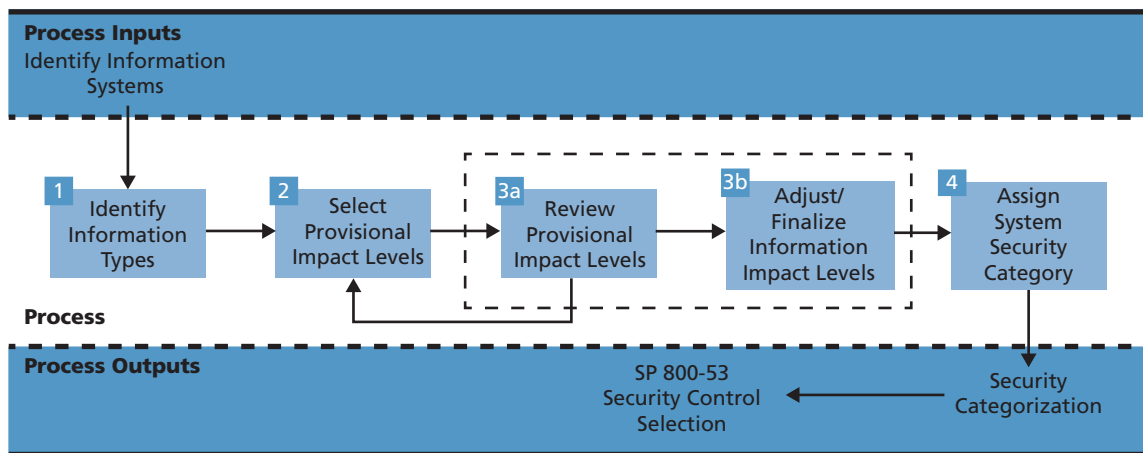 Process Inputs
Identify Information
Systems
1
Identify
Information
Types
2
Select
Provisional
Impact Levels
3a
Review
Provisional
Impact Levels
3b
Adjust/
Finalize
Information
Impact Levels
4
Assign
System
Security
Category
Process
Process Outputs
SP 800-53
Security Control
Selection
Security
Categorization